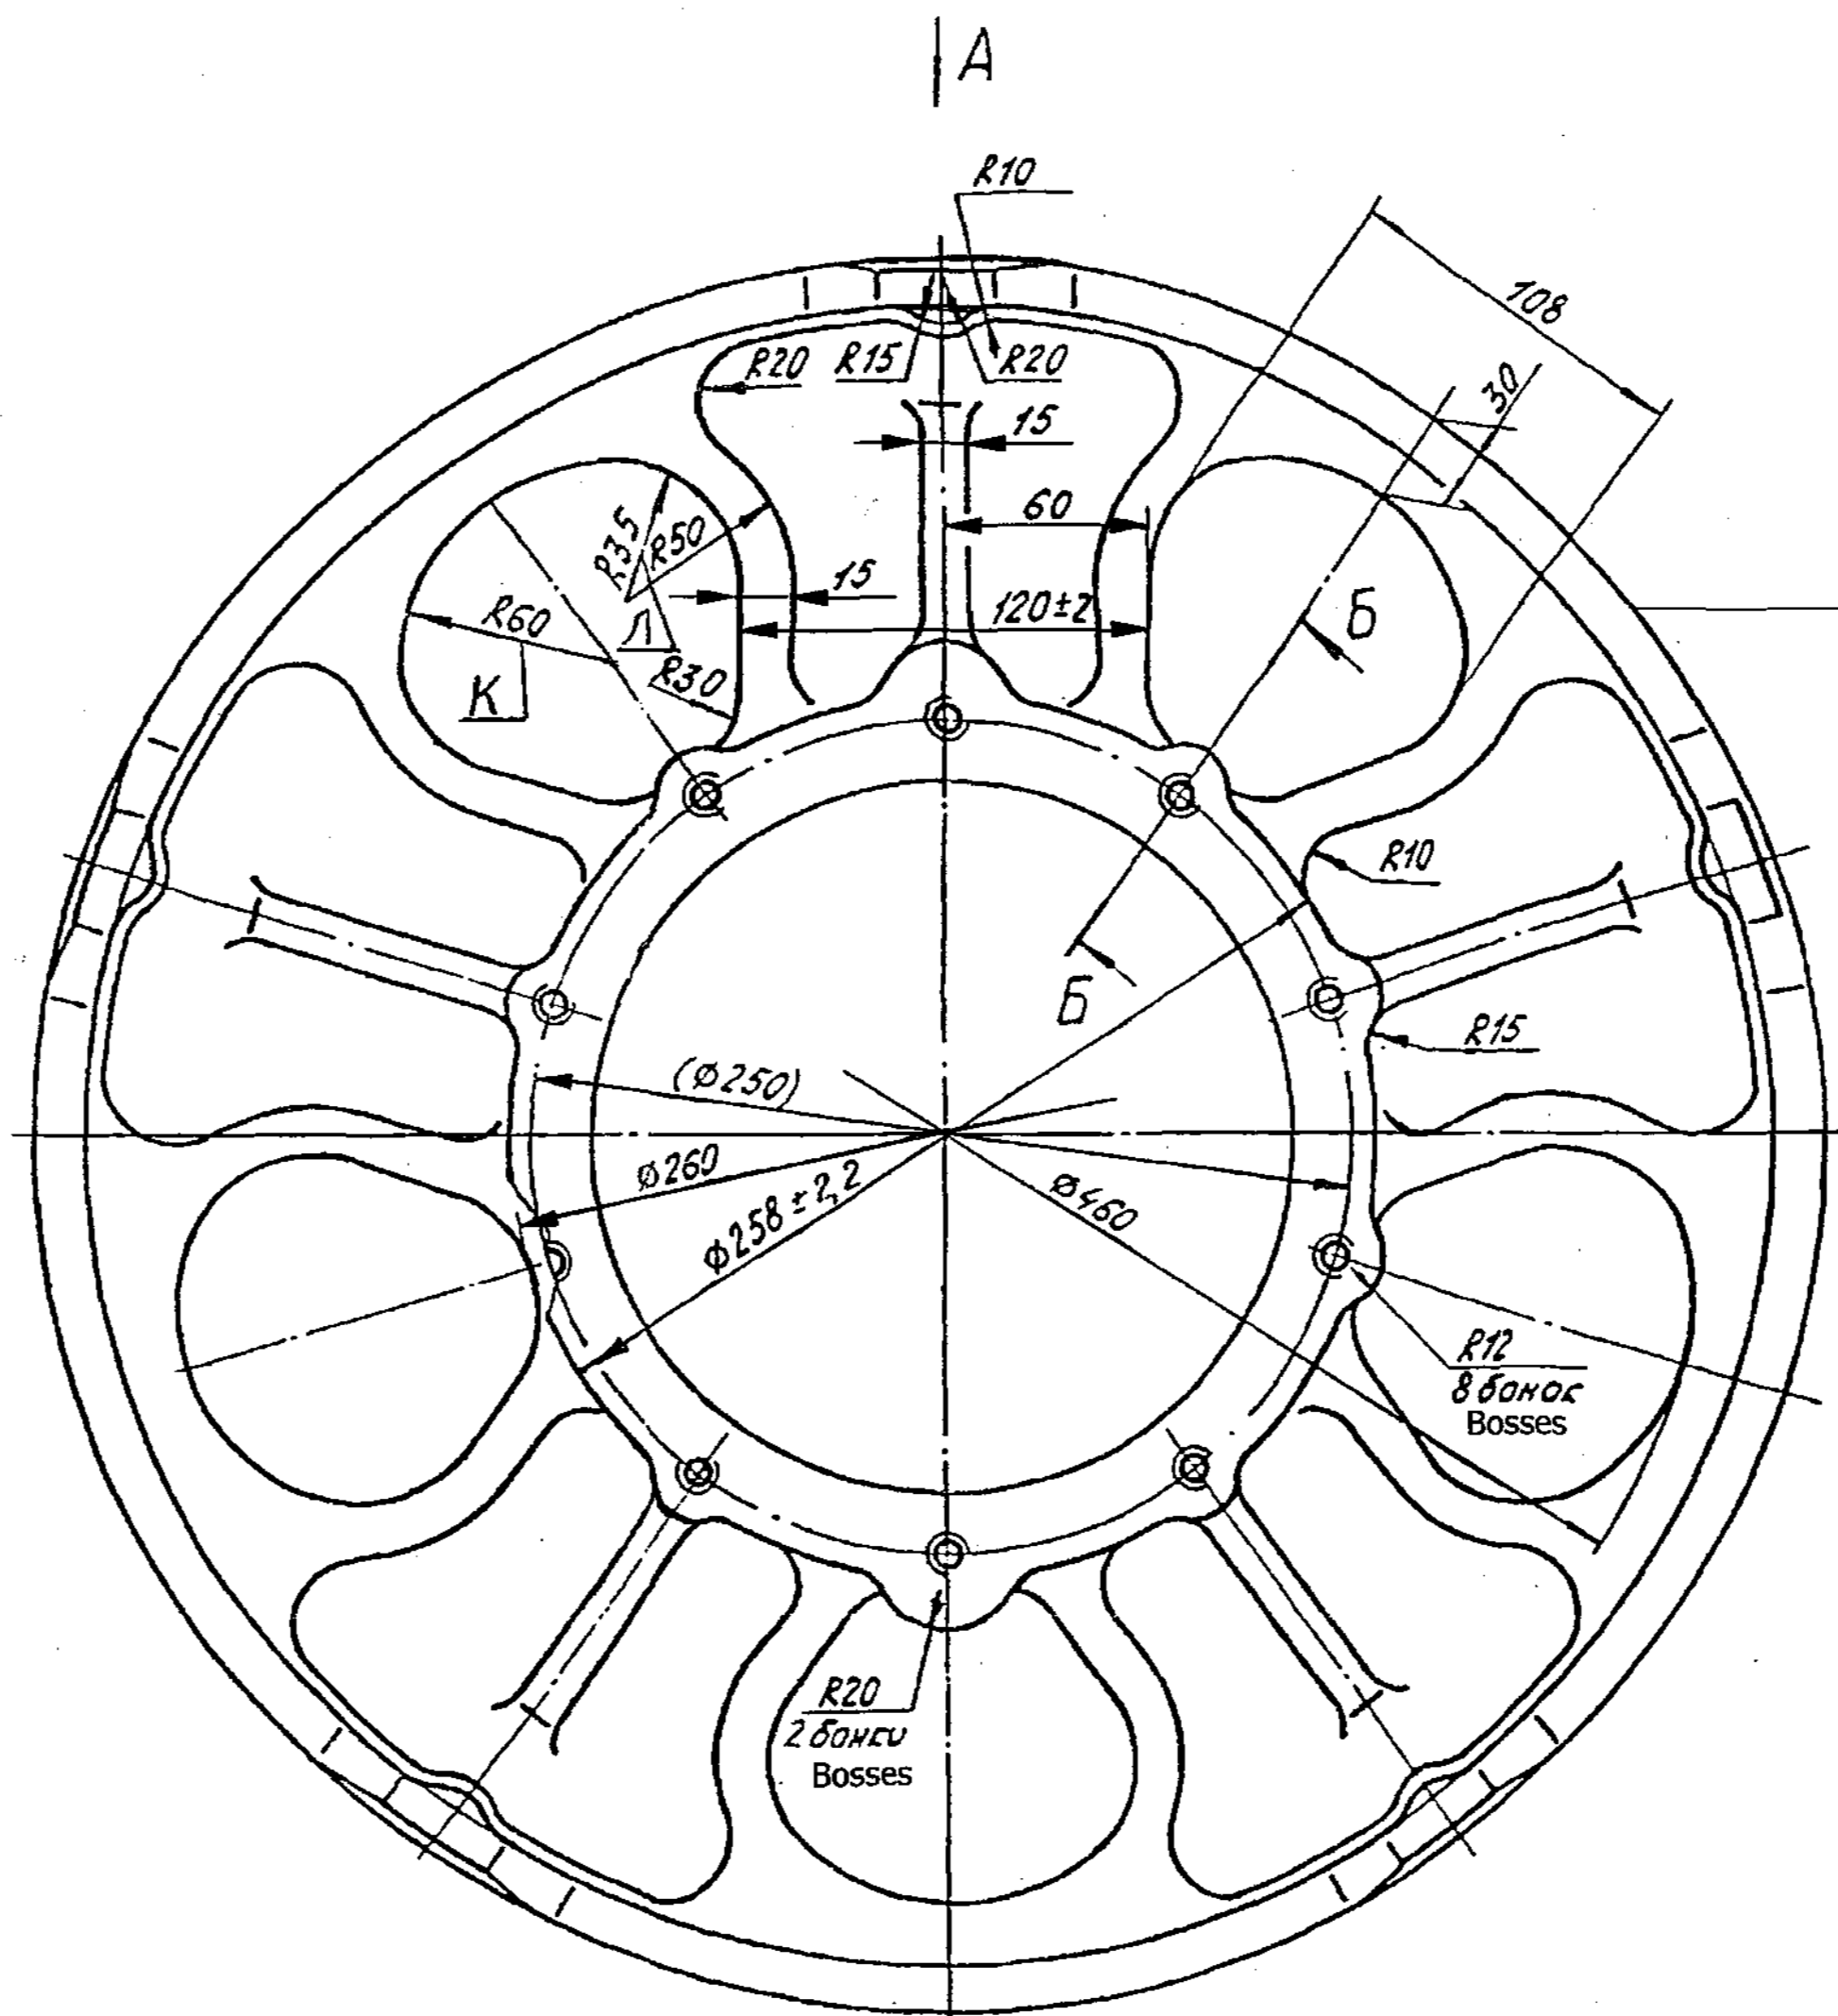 А
R10
108
R20
R15
R20
30
15
60
R35
R50
15
120±2
Б
R60
Л
К
R30
R10
Б
R15
(Ø250)
Ø260
Ø258±2,2
Ø460
R12
8 бонок
Bosses
R20
2 бонки
Bosses